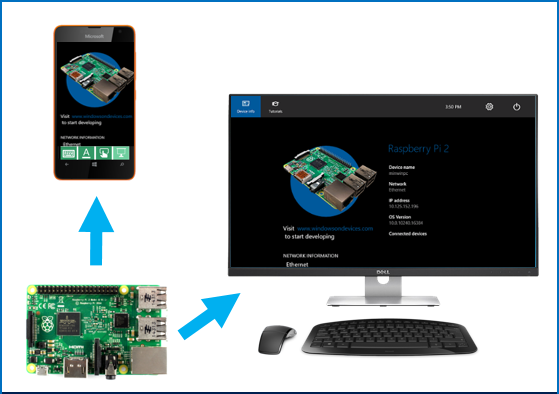 Microsoft
Visit www.windowsondevices.com
to start developing
NETWORK INFORMATION
Ethernet
Device info
Tutorials
3:50 PM
Raspberry Pi 2
Device name
minwinpc
Network
Ethernet
IP address
10.125.152.196
OS Version
10.0.10240.16384
Connected devices
Visit www.windowsondevices.com
to start developing
NETWORK INFORMATION
Ethernet
DELL
HDMI